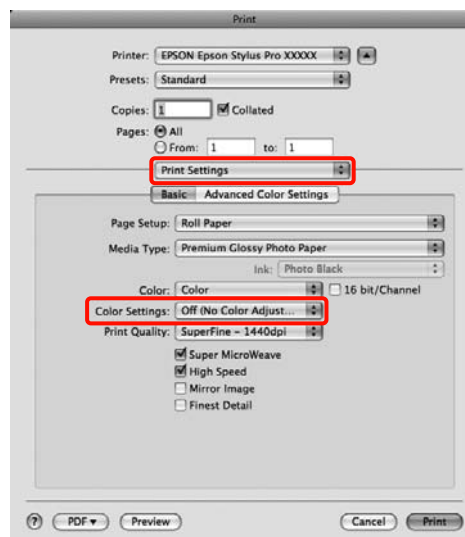 Print
Printer: EPSON Epson Stylus Pro XXXXX
Presets: Standard
Copies: 1 Collated
Pages: All
From: 1 to: 1
Print Settings
Basic Advanced Color Settings
Page Setup: Roll Paper
Media Type: Premium Glossy Photo Paper
Ink: Photo Black
Color: Color 16 bit/Channel
Color Settings: Off (No Color Adjust...
Print Quality: SuperFine – 1440dpi
Super MicroWeave
High Speed
Mirror Image
Finest Detail
? PDF ▾ Preview Cancel Print